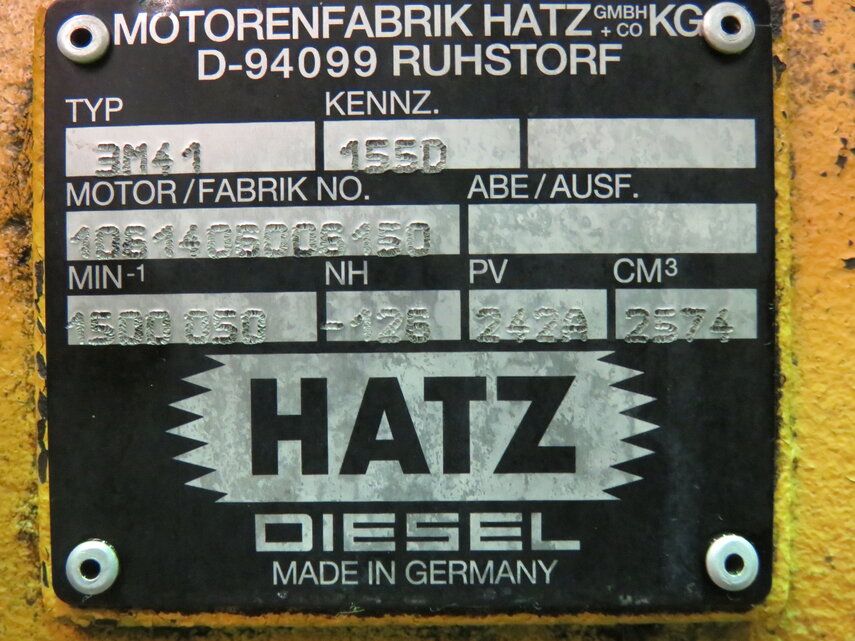 MOTORENFABRIK HATZ GMBH + CO KG
D-94099 RUHSTORF
TYP KENNZ.
3M41 155D
MOTOR/FABRIK NO. ABE/AUSF.
MIN-1 NH PV CM3
1500 050 -126 242A 2574
HATZ
DIESEL
MADE IN GERMANY